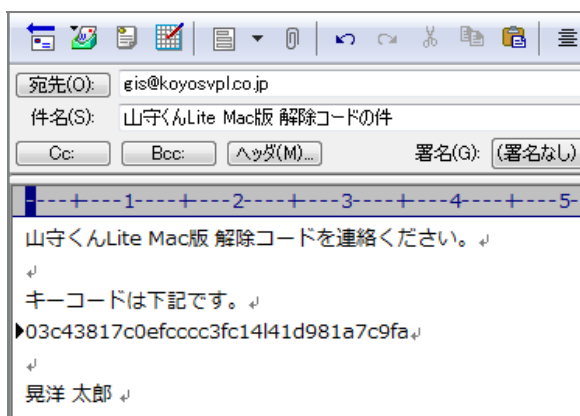 宛先(O): gis@koyosvpl.co.jp
件名(S): 山守くんLite Mac版 解除コードの件
Cc: Bcc: ヘッダ(M)... 署名(G): (署名なし)
----+----1----+----2----+----3----+----4----+----5-
山守くんLite Mac版 解除コードを連絡ください。
キーコードは下記です。
03c43817c0efcccc3fc14l41d981a7c9fa
晃洋 太郎